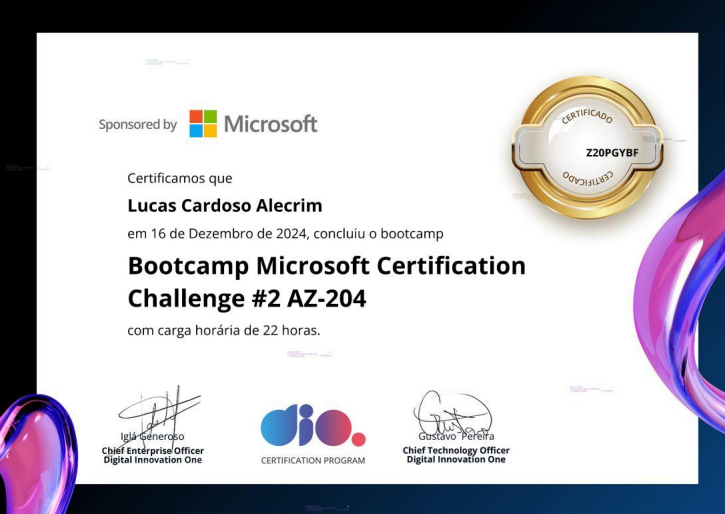 Sponsored by Microsoft
CERTIFICADO
Z20PGYBF
CERTIFICADO
Certificamos que
Lucas Cardoso Alecrim
em 16 de Dezembro de 2024, concluiu o bootcamp
Bootcamp Microsoft Certification
Challenge #2 AZ-204
com carga horária de 22 horas.
Iglá Generoso
Chief Enterprise Officer
Digital Innovation One
dio.
CERTIFICATION PROGRAM
Gustavo Pereira
Chief Technology Officer
Digital Innovation One